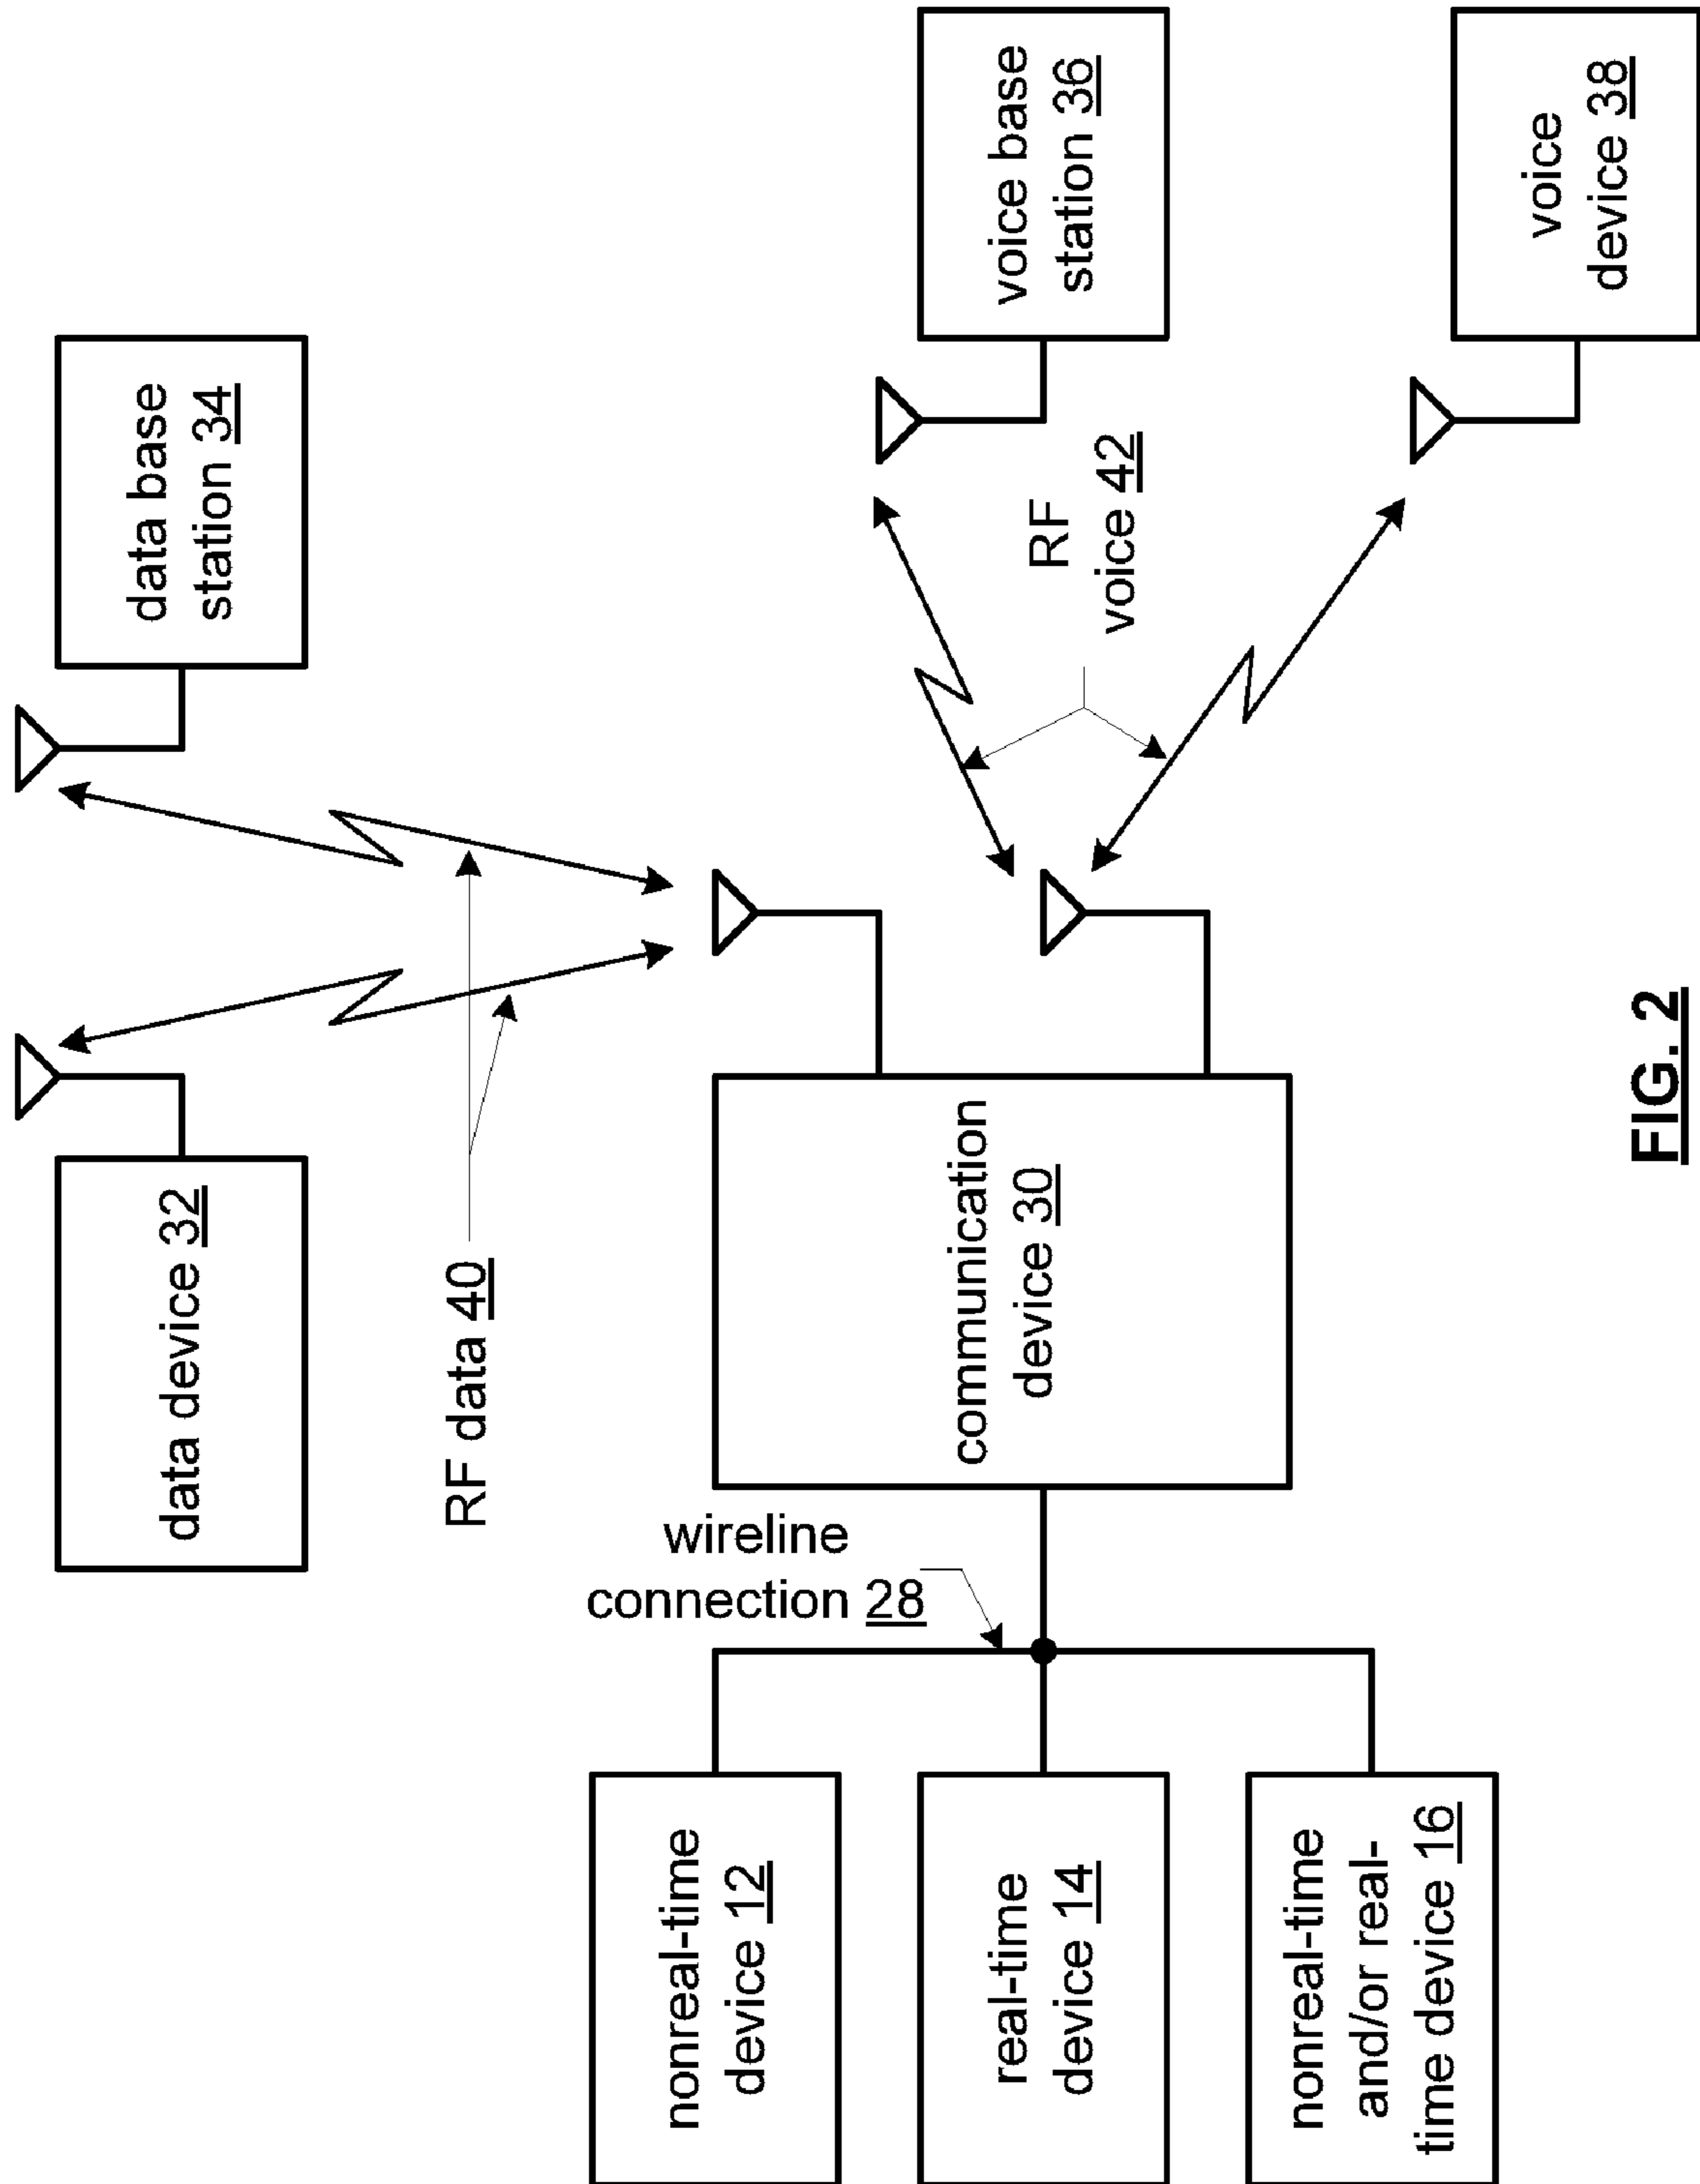 data device 32
data base
station 34
RF data 40
wireline
connection 28
nonreal-time
device 12
real-time
device 14
nonreal-time
and/or real-
time device 16
communication
device 30
RF
voice 42
voice base
station 36
voice
device 38
FIG. 2